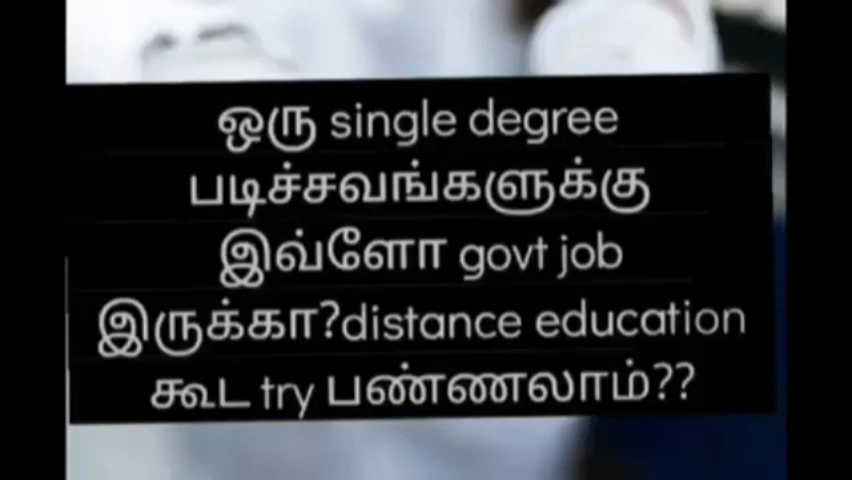 ஒரு single degree
படிச்சவங்களுக்கு
இவ்ளோ govt job
இருக்கா?distance education
கூட try பண்ணலாம்??